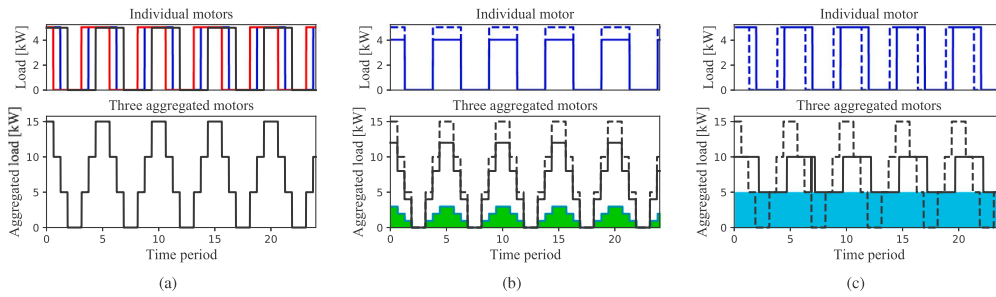 Individual motors
Individual motor
Individual motor
Load [kW]
4
2
0
Load [kW]
4
2
0
Load [kW]
4
2
0
Three aggregated motors
Three aggregated motors
Three aggregated motors
Aggregated load [kW]
15
10
5
0
Aggregated load [kW]
15
10
5
0
Aggregated load [kW]
15
10
5
0
0 5 10 15 20
0 5 10 15 20
0 5 10 15 20
Time period
Time period
Time period
(a)
(b)
(c)